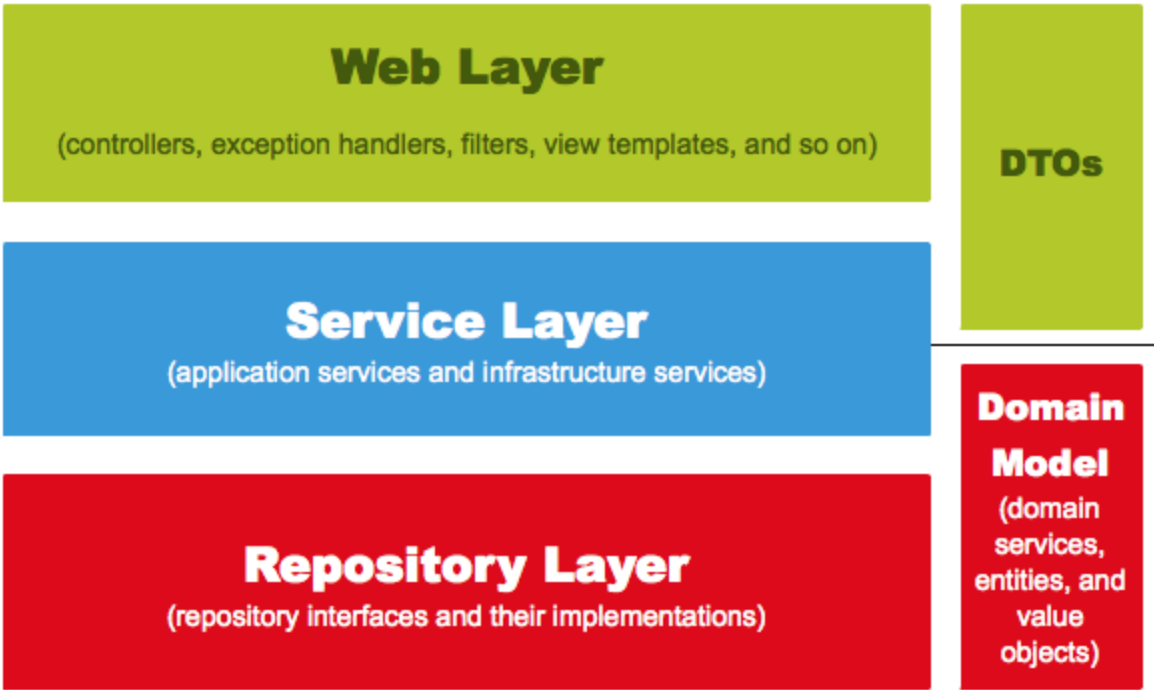 Web Layer
(controllers, exception handlers, filters, view templates, and so on)
DTOs
Service Layer
(application services and infrastructure services)
Repository Layer
(repository interfaces and their implementations)
Domain
Model
(domain
services,
entities, and
value
objects)